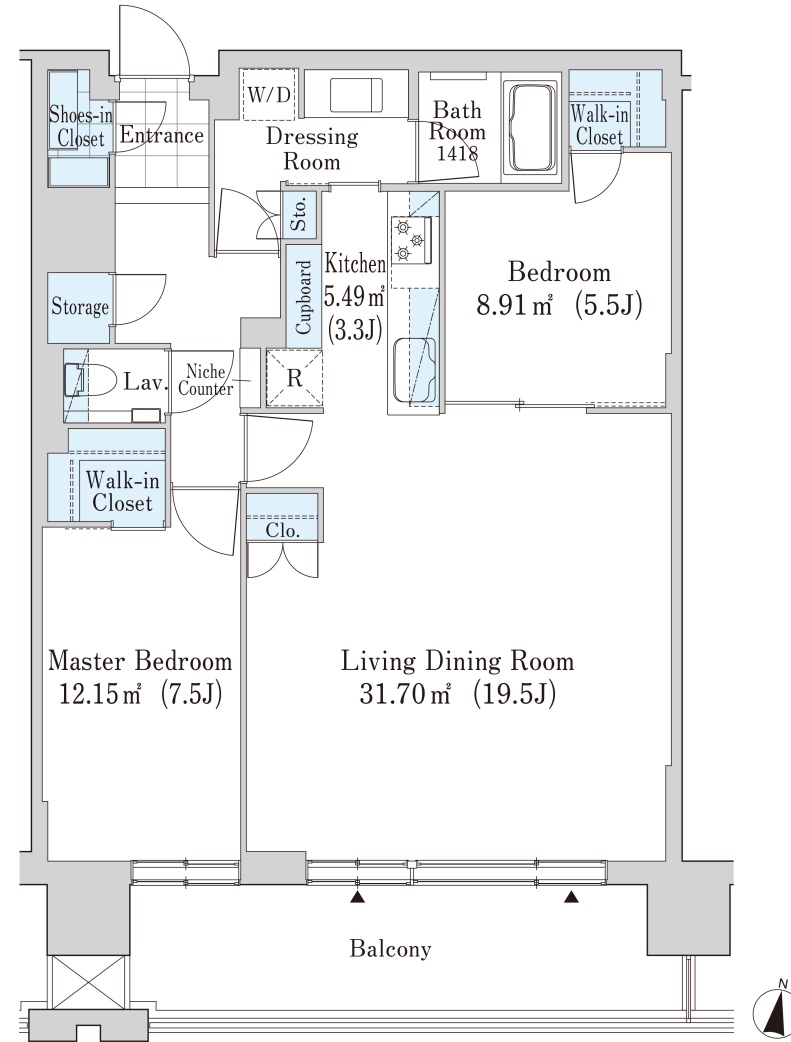 Shoes-in
Closet
Entrance
W/D
Dressing
Room
Bath
Room
1418
Walk-in
Closet
Sto.
Kitchen
5.49㎡
(3.3J)
Cupboard
Bedroom
8.91㎡ (5.5J)
Storage
Lav.
Niche
Counter
R
Walk-in
Closet
Clo.
Master Bedroom
12.15㎡ (7.5J)
Living Dining Room
31.70㎡ (19.5J)
Balcony
N